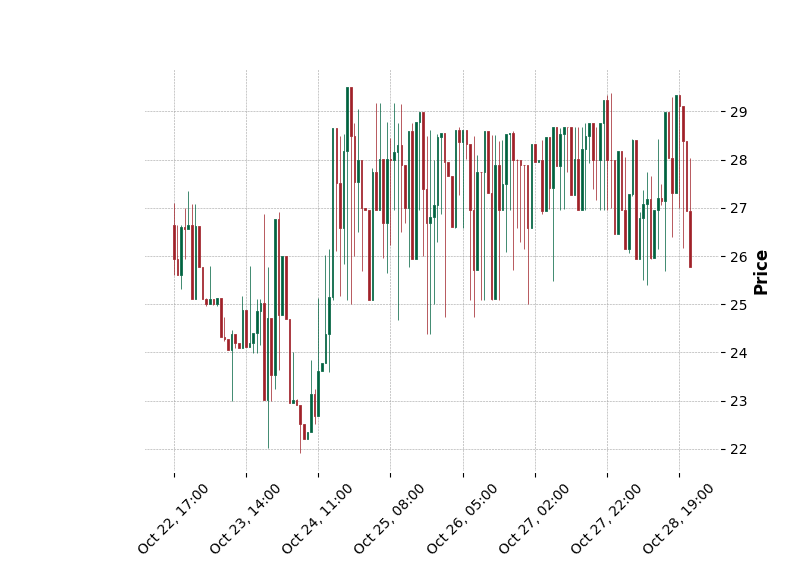 29
28
27
26
25
24
23
22
Price
Oct 22, 17:00
Oct 23, 14:00
Oct 24, 11:00
Oct 25, 08:00
Oct 26, 05:00
Oct 27, 02:00
Oct 27, 22:00
Oct 28, 19:00